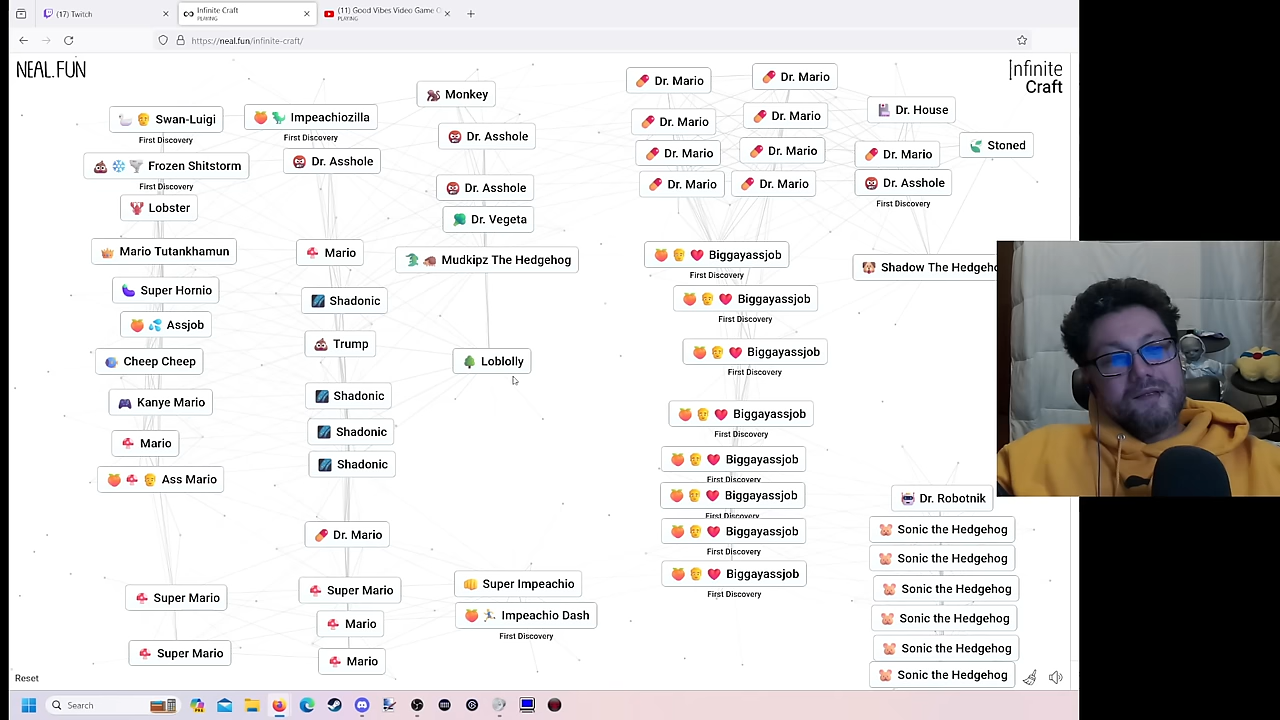 (17) Twitch
Infinite Craft
PLAYING
(11) Good Vibes Video Game
PLAYING
https://neal.fun/infinite-craft/
NEAL.FUN
Infinite
Craft
Swan-Luigi
First Discovery
Frozen Shitstorm
First Discovery
Lobster
Mario Tutankhamun
Super Hornio
Assjob
Cheep Cheep
Kanye Mario
Mario
Ass Mario
Super Mario
Super Mario
Impeachiozilla
First Discovery
Dr. Asshole
Mario
Shadonic
Trump
Shadonic
Shadonic
Shadonic
Dr. Mario
Super Mario
Mario
Mario
Monkey
Dr. Asshole
Dr. Asshole
Dr. Vegeta
Mudkipz The Hedgehog
Loblolly
Super Impeachio
Impeachio Dash
First Discovery
Dr. Mario
Dr. Mario
Dr. Mario
Dr. Mario
Dr. Mario
Dr. Mario
Dr. Mario
Dr. Mario
Biggayassjob
First Discovery
Biggayassjob
First Discovery
Biggayassjob
First Discovery
Biggayassjob
First Discovery
Biggayassjob
First Discovery
Biggayassjob
First Discovery
Biggayassjob
First Discovery
Biggayassjob
First Discovery
Dr. House
Stoned
Dr. Mario
Dr. Asshole
First Discovery
Shadow The Hedgeho
Dr. Robotnik
Sonic the Hedgehog
Sonic the Hedgehog
Sonic the Hedgehog
Sonic the Hedgehog
Sonic the Hedgehog
Sonic the Hedgehog
Reset
Search